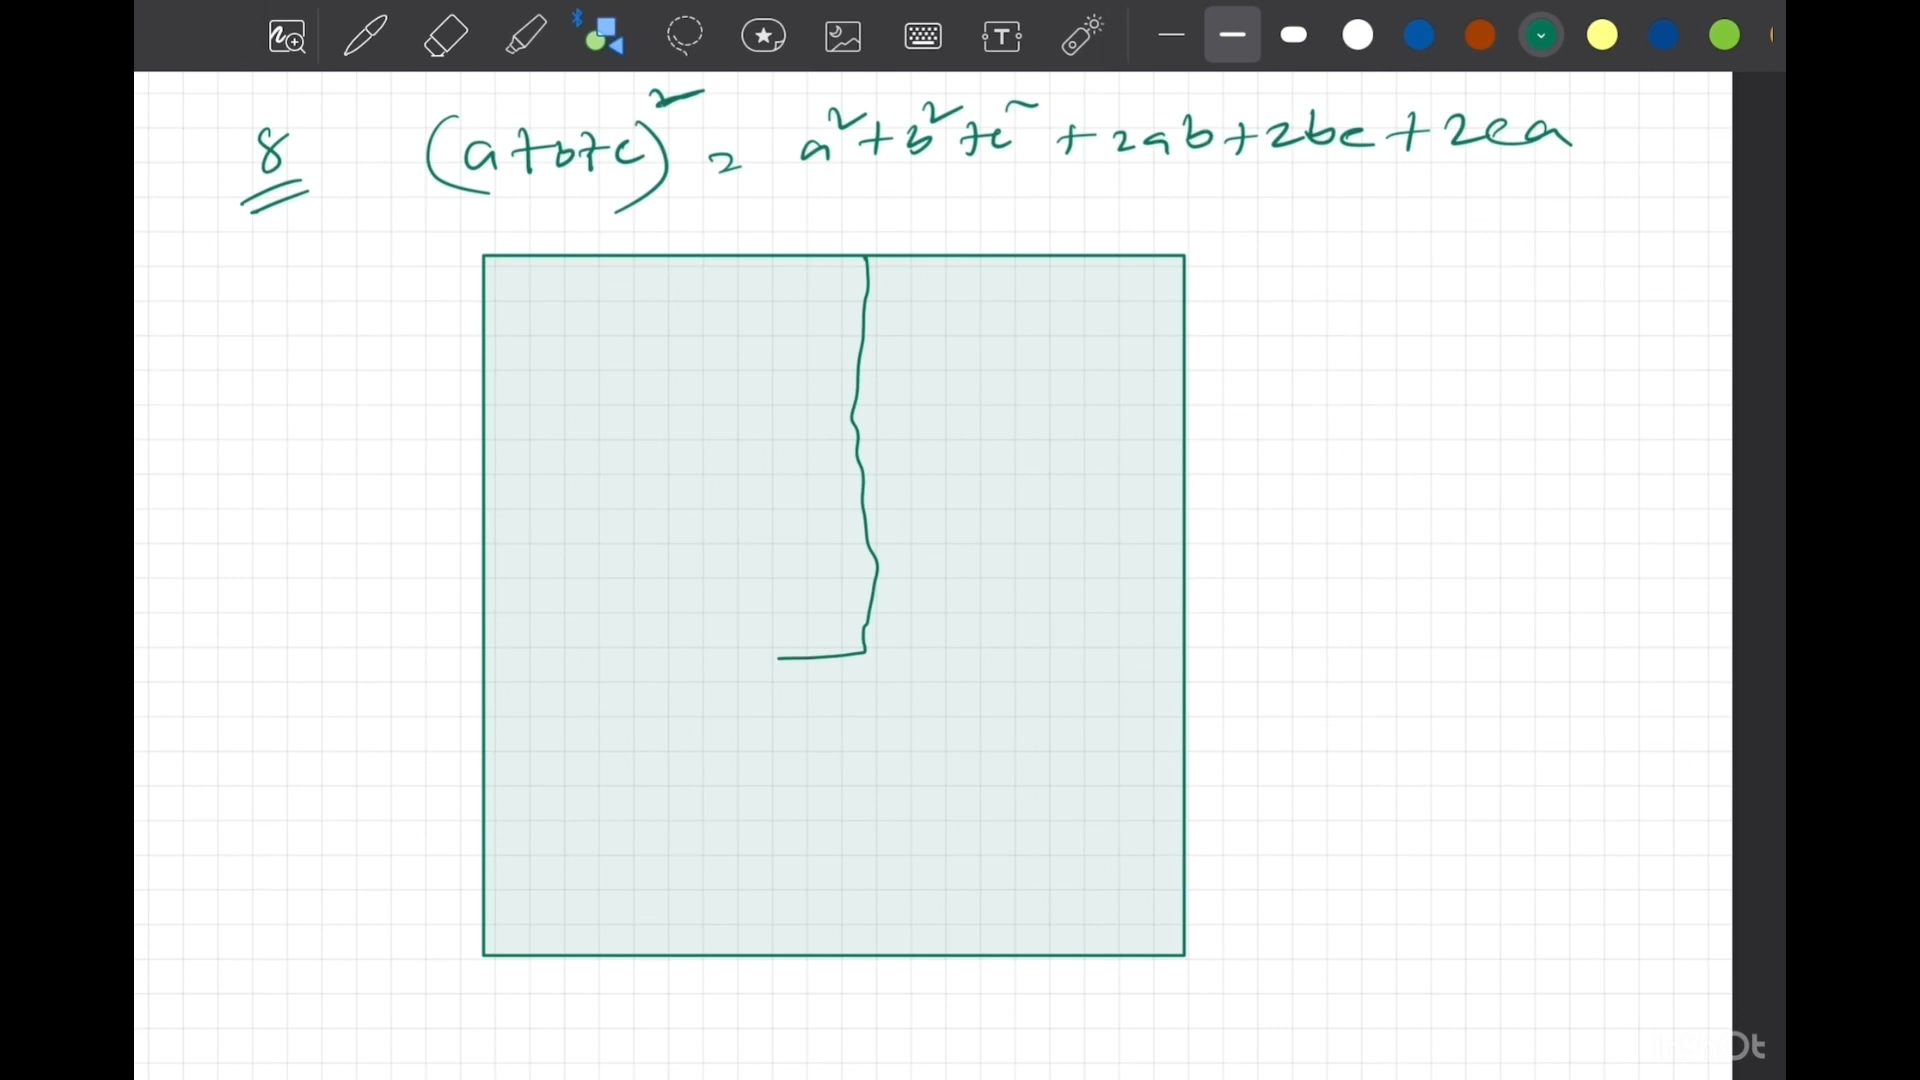 8 (a+b+c)² = a²+b²+c² + 2ab+2bc+2ca